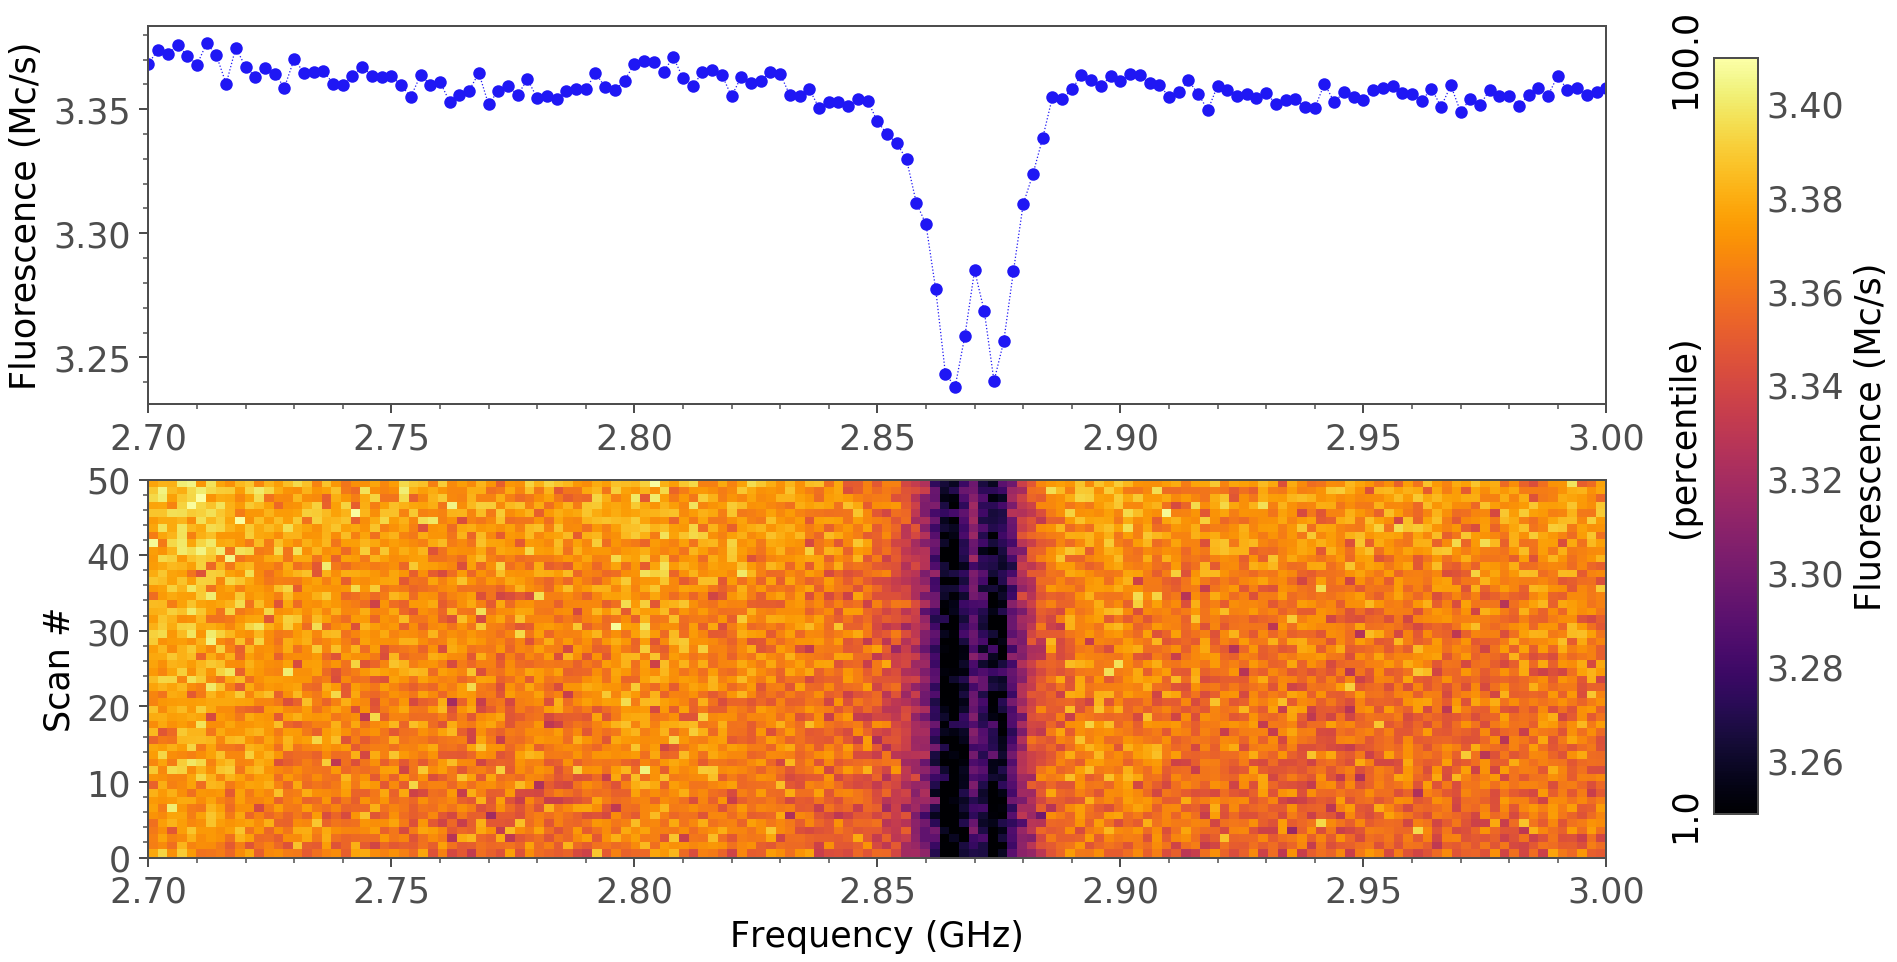 Fluorescence (Mc/s)
3.35
3.30
3.25
2.70 2.75 2.80 2.85 2.90 2.95 3.00
Scan #
50
40
30
20
10
0
2.70 2.75 2.80 2.85 2.90 2.95 3.00
Frequency (GHz)
100.0
(percentile)
1.0
3.40
3.38
3.36
3.34
3.32
3.30
3.28
3.26
Fluorescence (Mc/s)